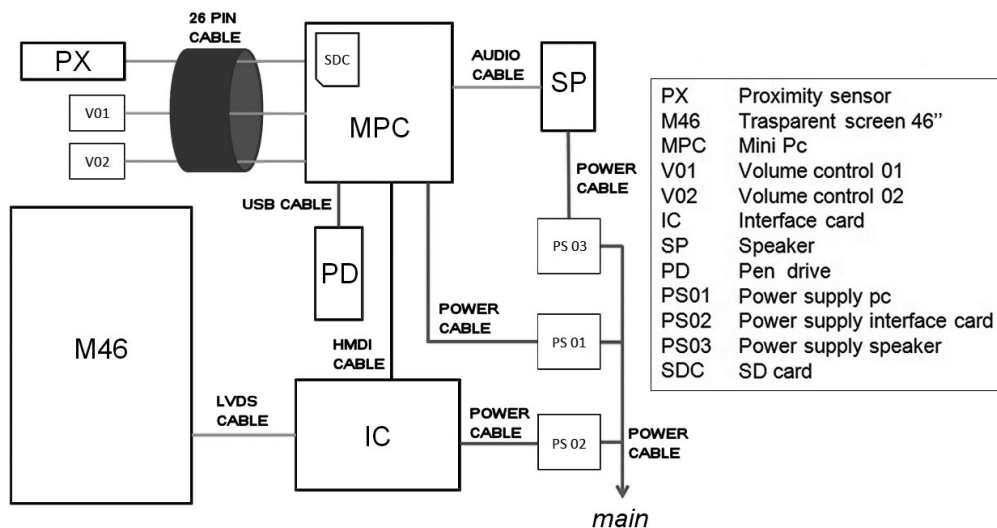 26 PIN
CABLE
PX
V01
V02
SDC
MPC
AUDIO
CABLE
SP
POWER
CABLE
USB CABLE
PD
PS 03
M46
HMDI
CABLE
POWER
CABLE
PS 01
LVDS
CABLE
IC
POWER
CABLE
PS 02
POWER
CABLE
main
PX Proximity sensor
M46 Trasparent screen 46’’
MPC Mini Pc
V01 Volume control 01
V02 Volume control 02
IC Interface card
SP Speaker
PD Pen drive
PS01 Power supply pc
PS02 Power supply interface card
PS03 Power supply speaker
SDC SD card